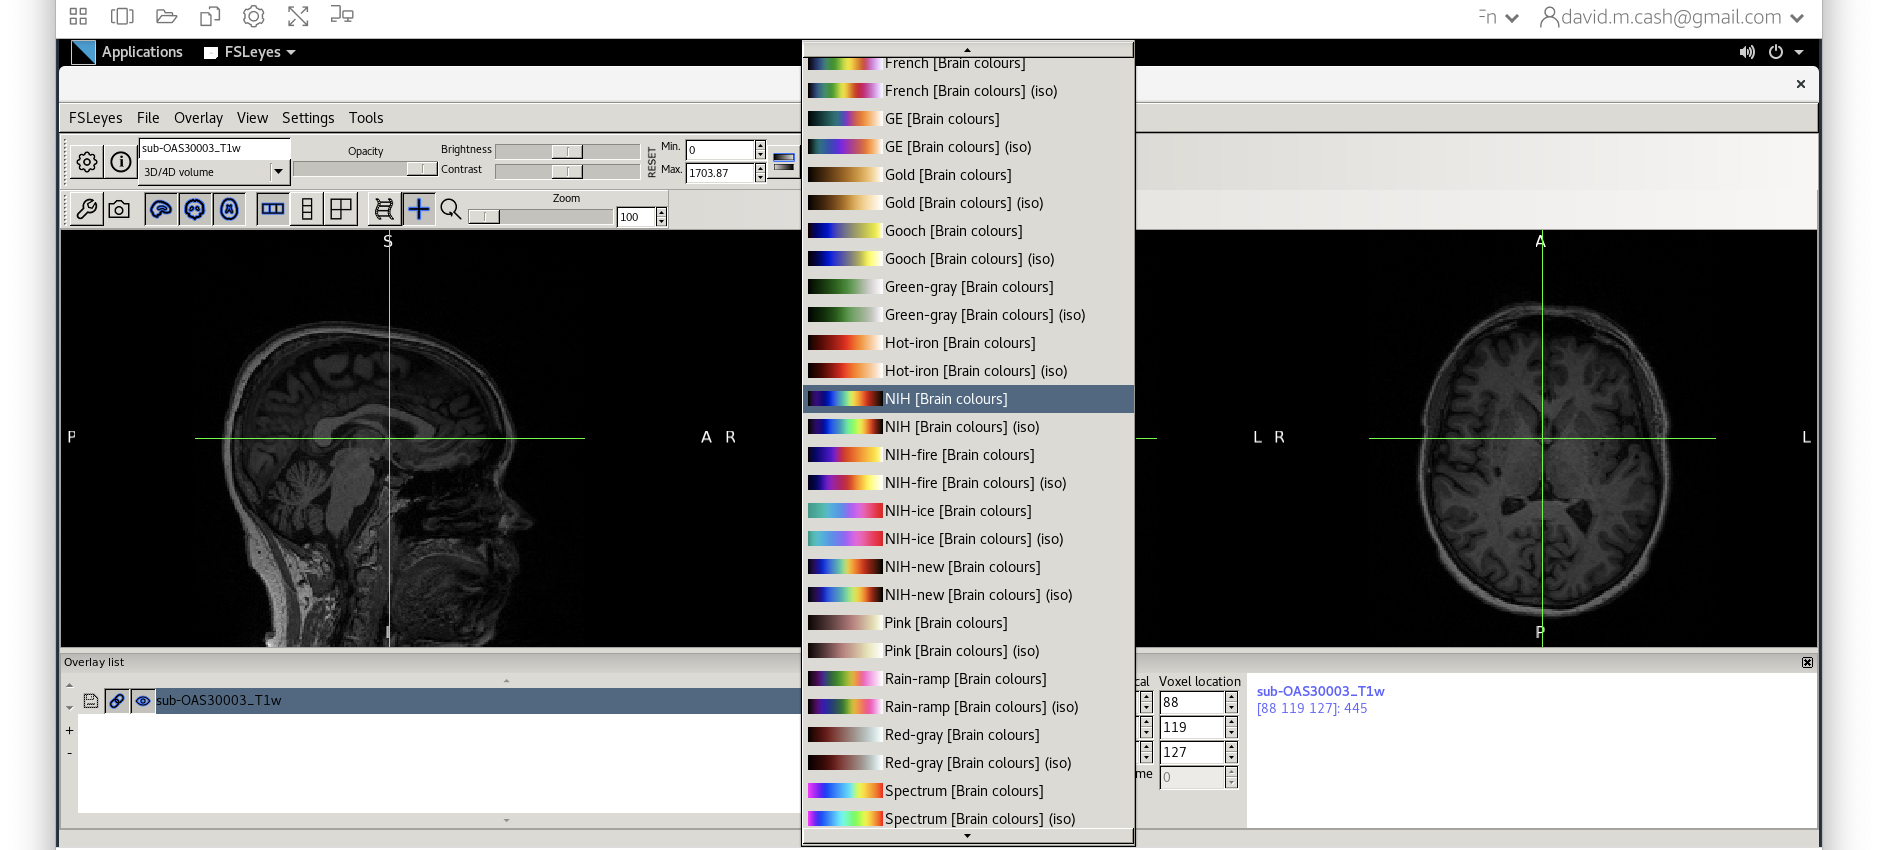 david.m.cash@gmail.com
Applications
FSLeyes
FSLeyes File Overlay View Settings Tools
sub-OAS30003_T1w
3D/4D volume
Opacity
Brightness
Contrast
RESET
Min. 0
Max. 1703.87
Zoom
100
S
P
A
I
R
L
R
A
L
P
French [Brain colours]
French [Brain colours] (iso)
GE [Brain colours]
GE [Brain colours] (iso)
Gold [Brain colours]
Gold [Brain colours] (iso)
Gooch [Brain colours]
Gooch [Brain colours] (iso)
Green-gray [Brain colours]
Green-gray [Brain colours] (iso)
Hot-iron [Brain colours]
Hot-iron [Brain colours] (iso)
NIH [Brain colours]
NIH [Brain colours] (iso)
NIH-fire [Brain colours]
NIH-fire [Brain colours] (iso)
NIH-ice [Brain colours]
NIH-ice [Brain colours] (iso)
NIH-new [Brain colours]
NIH-new [Brain colours] (iso)
Pink [Brain colours]
Pink [Brain colours] (iso)
Rain-ramp [Brain colours]
Rain-ramp [Brain colours] (iso)
Red-gray [Brain colours]
Red-gray [Brain colours] (iso)
Spectrum [Brain colours]
Spectrum [Brain colours] (iso)
Overlay list
sub-OAS30003_T1w
Voxel location
88
119
127
0
sub-OAS30003_T1w
[88 119 127]: 445